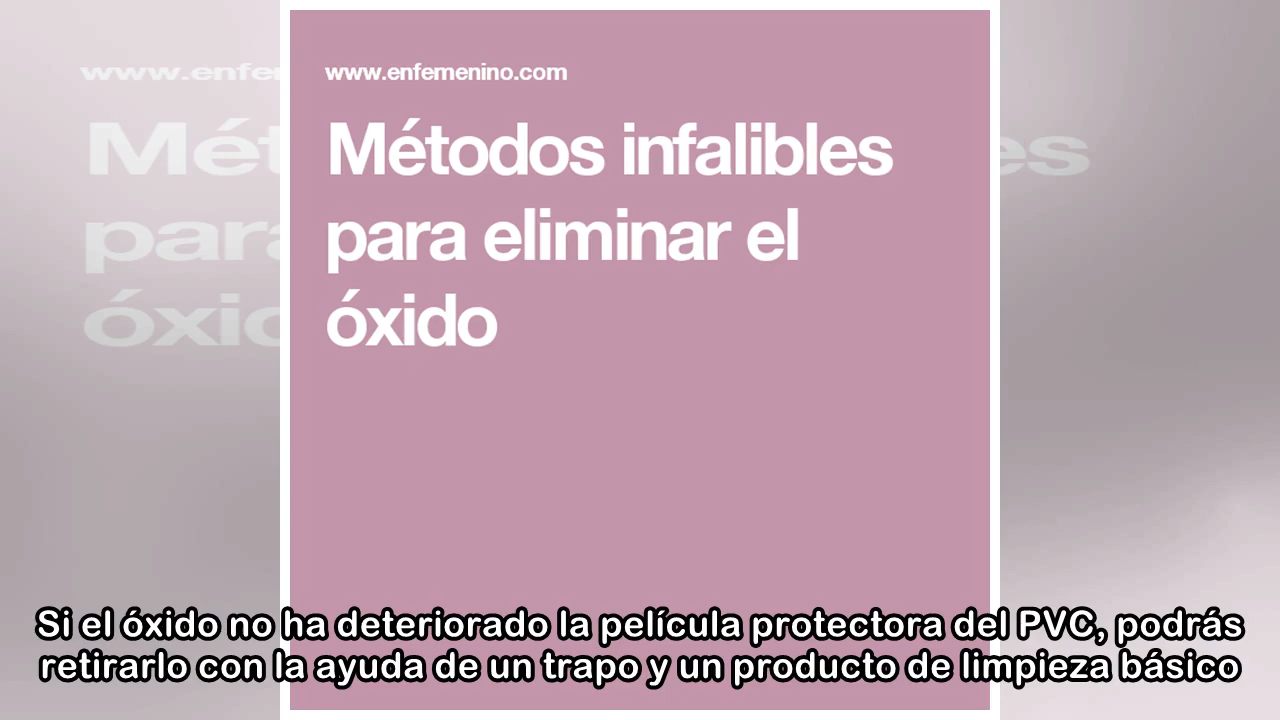 www.enfemenino.com
Métodos infalibles
para eliminar el
óxido
Si el óxido no ha deteriorado la película protectora del PVC, podrás
retirarlo con la ayuda de un trapo y un producto de limpieza básico